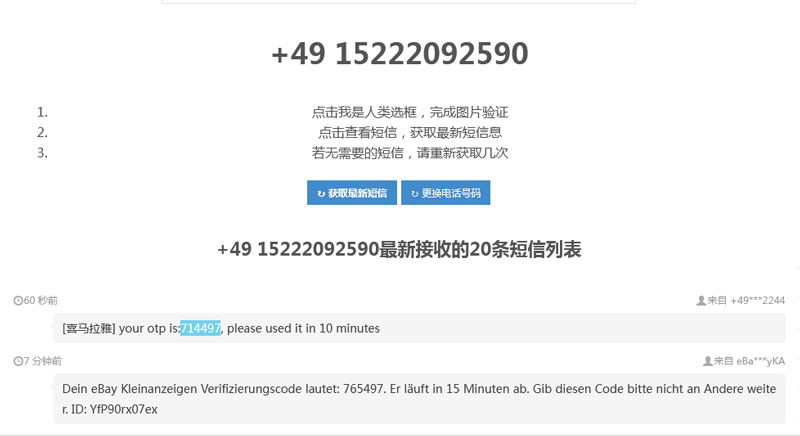 +49 15222092590
1. 点击我是人类选框，完成图片验证
2. 点击查看短信，获取最新短信息
3. 若无需要的短信，请重新获取几次
↻ 获取最新短信 ↻ 更换电话号码
+49 15222092590最新接收的20条短信列表
60 秒前 来自 +49***2244
[喜马拉雅] your otp is:714497, please used it in 10 minutes
7 分钟前 来自 eBa***yKA
Dein eBay Kleinanzeigen Verifizierungscode lautet: 765497. Er läuft in 15 Minuten ab. Gib diesen Code bitte nicht an Andere weite
r. ID: YfP90rx07ex